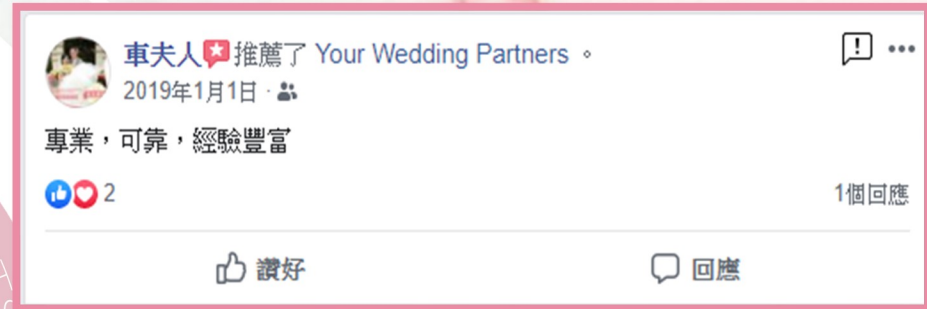 車夫人 推薦了 Your Wedding Partners。
2019年1月1日 ·
專業，可靠，經驗豐富
2
1個回應
讚好
回應